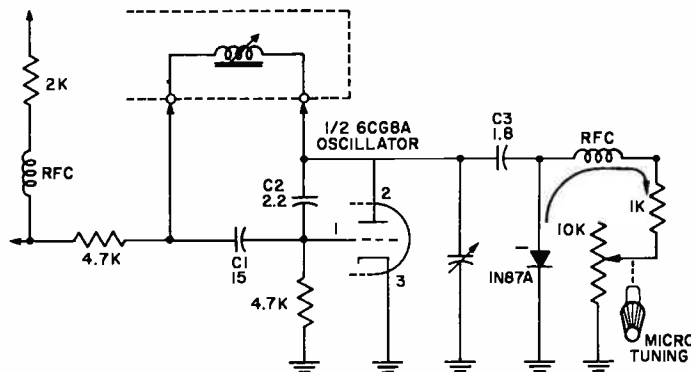 2K
RFC
4.7K
C1
15
C2
2.2
4.7K
1/2 6CG8A
OSCILLATOR
1
2
3
C3
1.8
RFC
1K
10K
–
1N87A
MICRO
TUNING